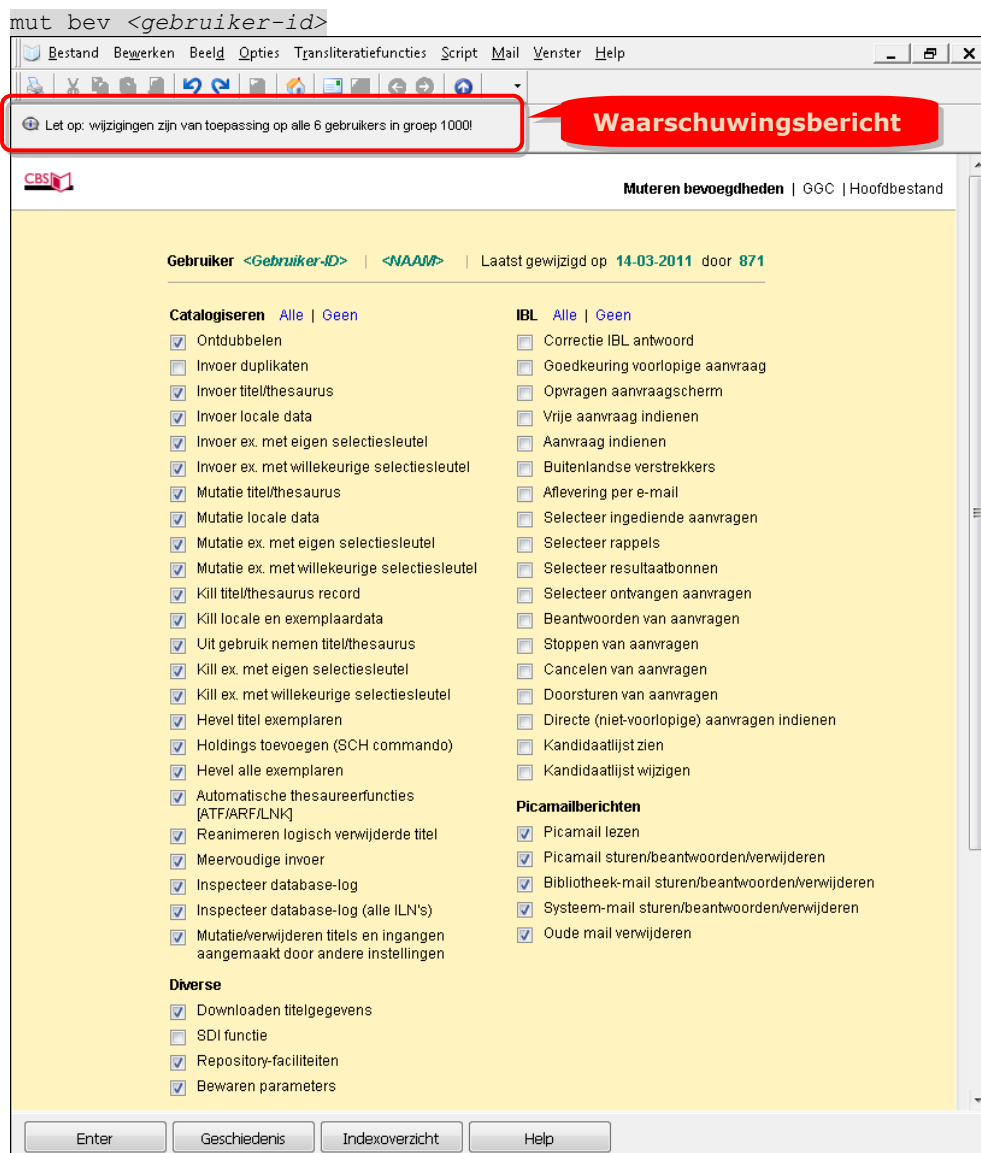 mut bev <gebruiker-id>
Bestand Bewerken Beeld Opties Transliteratiefuncties Script Mail Venster Help
Let op: wijzigingen zijn van toepassing op alle 6 gebruikers in groep 1000!
Waarschuwingsbericht
CBS
Muteren bevoegdheden | GGC | Hoofdbestand
Gebruiker <Gebruiker-ID> | <NAAM> | Laatst gewijzigd op 14-03-2011 door 871
Catalogiseren Alle | Geen
Ontdubbelen
Invoer duplikaten
Invoer titel/thesaurus
Invoer locale data
Invoer ex. met eigen selectiesleutel
Invoer ex. met willekeurige selectiesleutel
Mutatie titel/thesaurus
Mutatie locale data
Mutatie ex. met eigen selectiesleutel
Mutatie ex. met willekeurige selectiesleutel
Kill titel/thesaurus record
Kill locale en exemplaardata
Uit gebruik nemen titel/thesaurus
Kill ex. met eigen selectiesleutel
Kill ex. met willekeurige selectiesleutel
Hevel titel exemplaren
Holdings toevoegen (SCH commando)
Hevel alle exemplaren
Automatische thesaureerfuncties
[ATF/ARF/LNK]
Reanimeren logisch verwijderde titel
Meervoudige invoer
Inspecteer database-log
Inspecteer database-log (alle ILN's)
Mutatie/verwijderen titels en ingangen
aangemaakt door andere instellingen
Diverse
Downloaden titelgegevens
SDI functie
Repository-faciliteiten
Bewaren parameters
IBL Alle | Geen
Correctie IBL antwoord
Goedkeuring voorlopige aanvraag
Opvragen aanvraagscherm
Vrije aanvraag indienen
Aanvraag indienen
Buitenlandse verstrekkers
Aflevering per e-mail
Selecteer ingediende aanvragen
Selecteer rappels
Selecteer resultaatbonnen
Selecteer ontvangen aanvragen
Beantwoorden van aanvragen
Stoppen van aanvragen
Cancelen van aanvragen
Doorsturen van aanvragen
Directe (niet-voorlopige) aanvragen indienen
Kandidaatlijst zien
Kandidaatlijst wijzigen
Picamailberichten
Picamail lezen
Picamail sturen/beantwoorden/verwijderen
Bibliotheek-mail sturen/beantwoorden/verwijderen
Systeem-mail sturen/beantwoorden/verwijderen
Oude mail verwijderen
Enter Geschiedenis Indexoverzicht Help